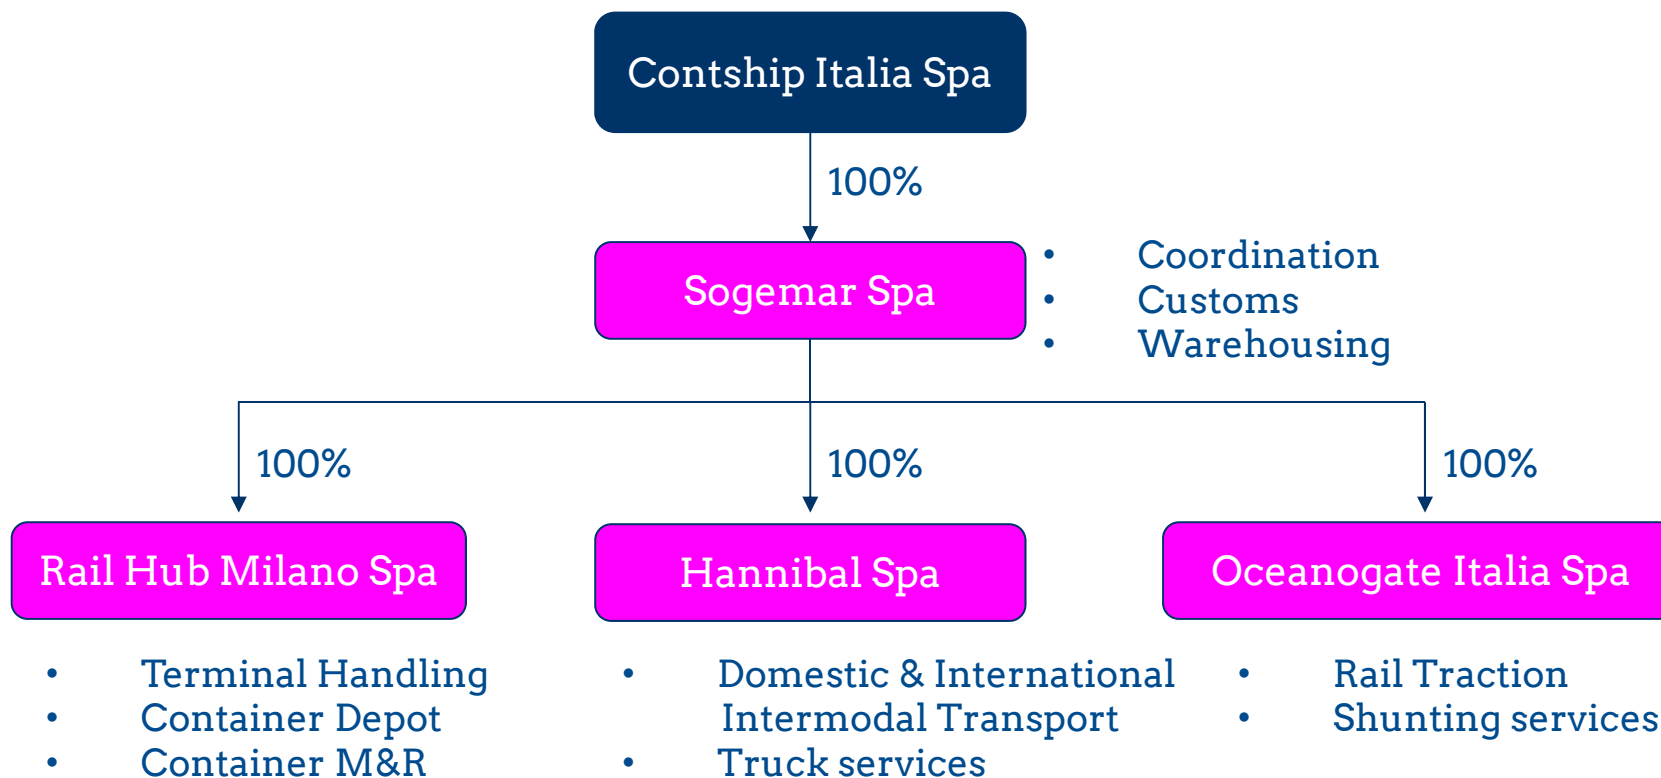 Contship Italia Spa
100%
Sogemar Spa
• Coordination
• Customs
• Warehousing
100%
100%
100%
Rail Hub Milano Spa
Hannibal Spa
Oceanogate Italia Spa
• Terminal Handling
• Container Depot
• Container M&R
• Domestic & International
Intermodal Transport
• Truck services
• Rail Traction
• Shunting services